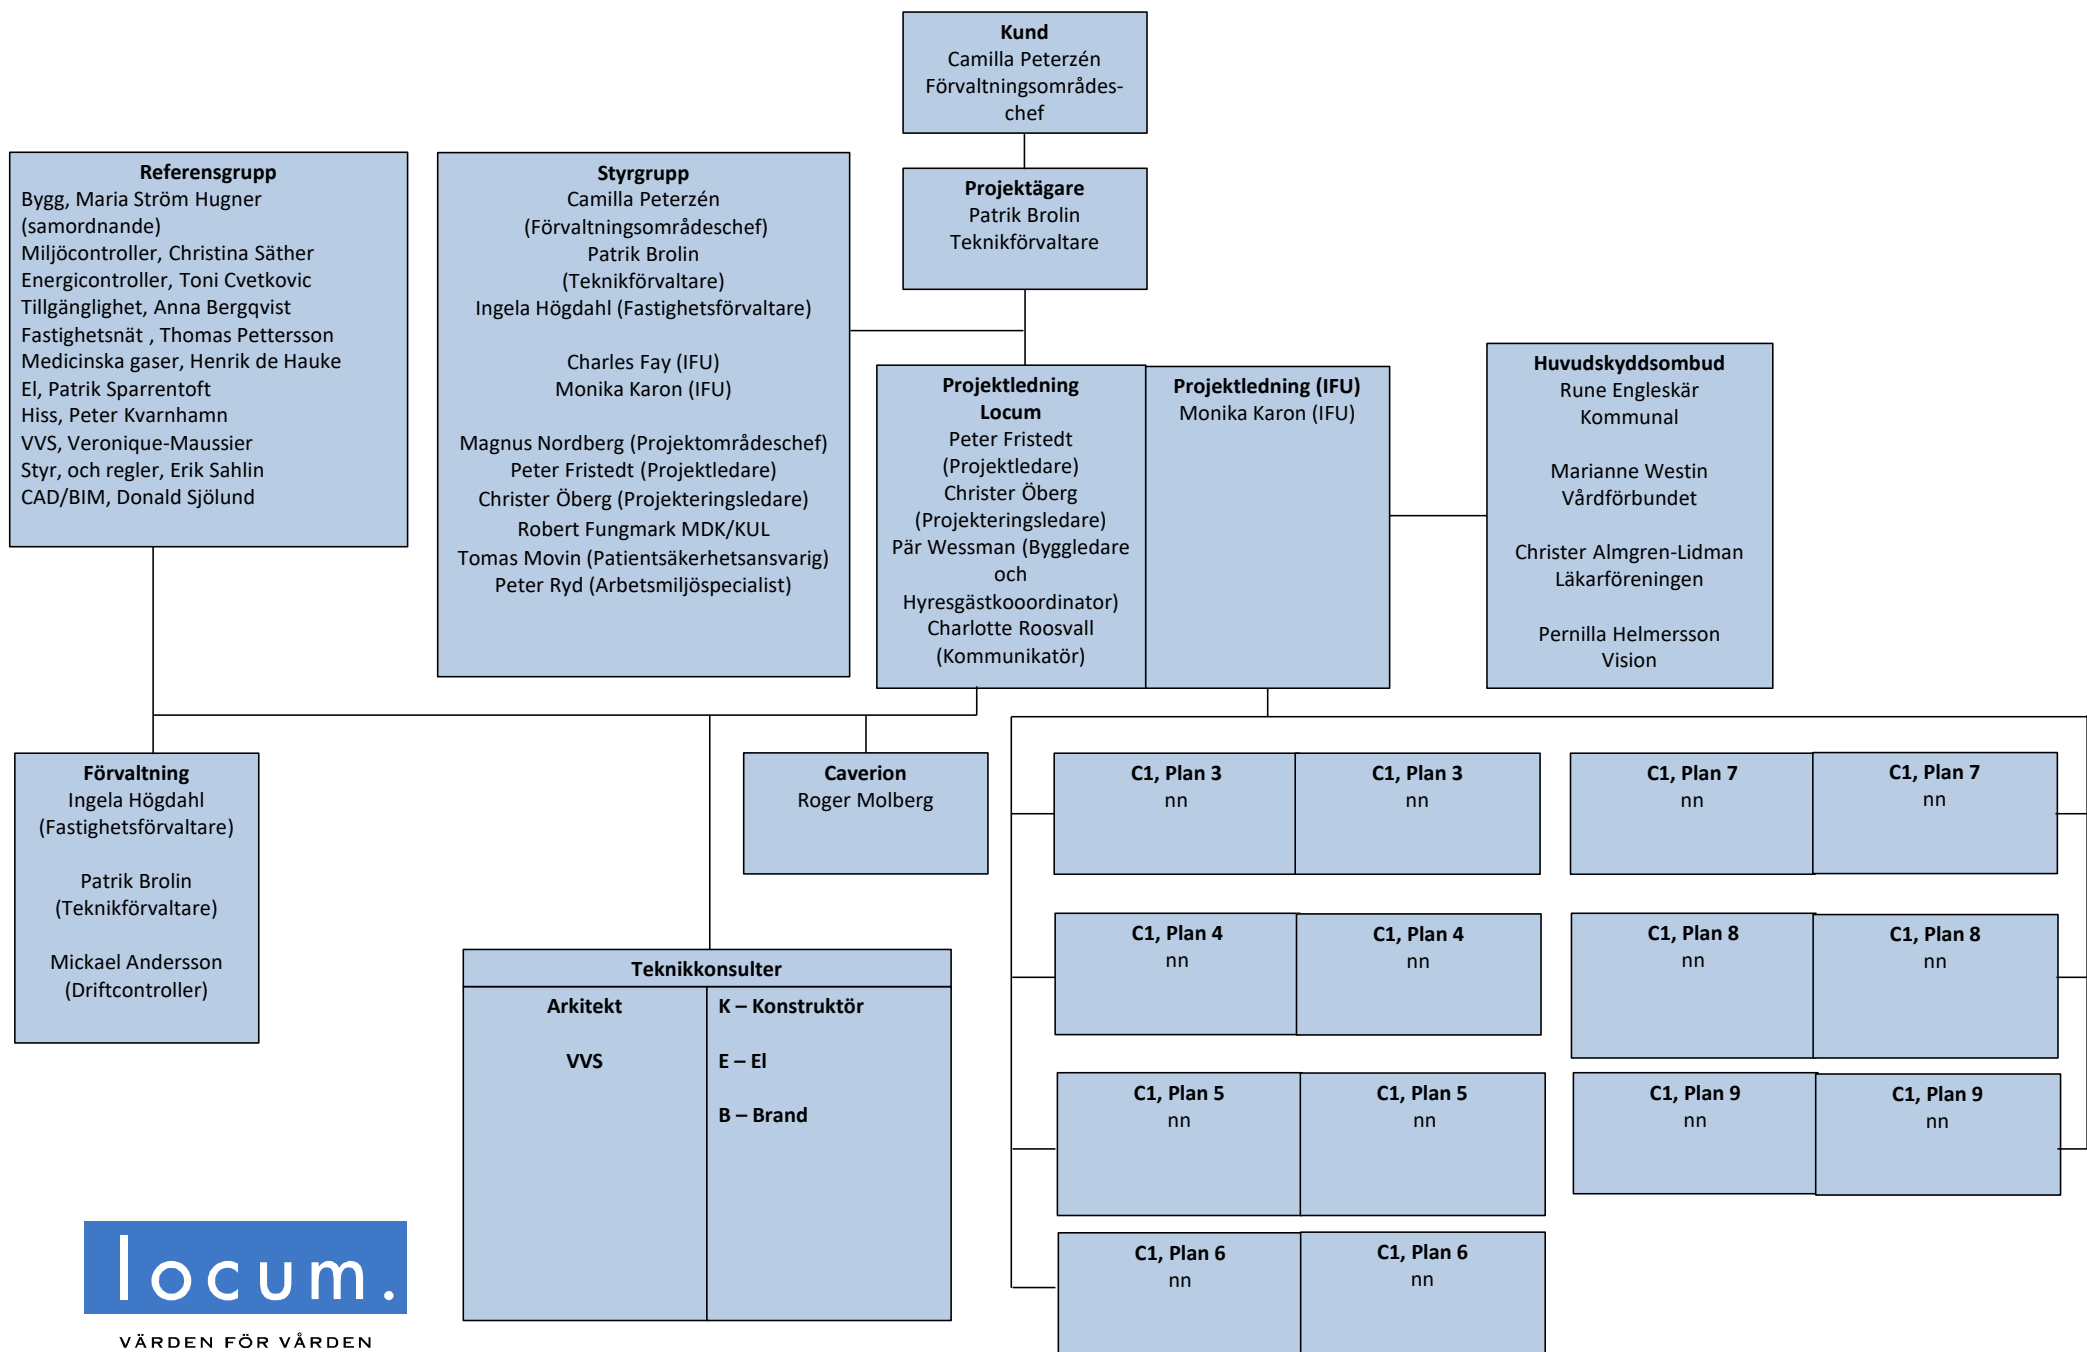 Kund
Camilla Peterzén
Förvaltningsområdes-
chef
Referensgrupp
Bygg, Maria Ström Hugner
(samordnande)
Miljöcontroller, Christina Säther
Energicontroller, Toni Cvetkovic
Tillgänglighet, Anna Bergqvist
Fastighetsnät , Thomas Pettersson
Medicinska gaser, Henrik de Hauke
El, Patrik Sparrentoft
Hiss, Peter Kvarnhamn
VVS, Veronique-Maussier
Styr, och regler, Erik Sahlin
CAD/BIM, Donald Sjölund
Styrgrupp
Camilla Peterzén
(Förvaltningsområdeschef)
Patrik Brolin
(Teknikförvaltare)
Ingela Högdahl (Fastighetsförvaltare)
Charles Fay (IFU)
Monika Karon (IFU)
Magnus Nordberg (Projektområdeschef)
Peter Fristedt (Projektledare)
Christer Öberg (Projekteringsledare)
Robert Fungmark MDK/KUL
Tomas Movin (Patientsäkerhetsansvarig)
Peter Ryd (Arbetsmiljöspecialist)
Projektägare
Patrik Brolin
Teknikförvaltare
Projektledning
Locum
Peter Fristedt
(Projektledare)
Christer Öberg
(Projekteringsledare)
Pär Wessman (Byggledare
och
Hyresgästkooordinator)
Charlotte Roosvall
(Kommunikatör)
Projektledning (IFU)
Monika Karon (IFU)
Huvudskyddsombud
Rune Engleskär
Kommunal
Marianne Westin
Vårdförbundet
Christer Almgren-Lidman
Läkarföreningen
Pernilla Helmersson
Vision
Förvaltning
Ingela Högdahl
(Fastighetsförvaltare)
Patrik Brolin
(Teknikförvaltare)
Mickael Andersson
(Driftcontroller)
Caverion
Roger Molberg
Teknikkonsulter
Arkitekt
VVS
K – Konstruktör
E – El
B – Brand
C1, Plan 3
nn
C1, Plan 3
nn
C1, Plan 7
nn
C1, Plan 7
nn
C1, Plan 4
nn
C1, Plan 4
nn
C1, Plan 8
nn
C1, Plan 8
nn
C1, Plan 5
nn
C1, Plan 5
nn
C1, Plan 9
nn
C1, Plan 9
nn
C1, Plan 6
nn
C1, Plan 6
nn
locum.
VÄRDEN FÖR VÅRDEN